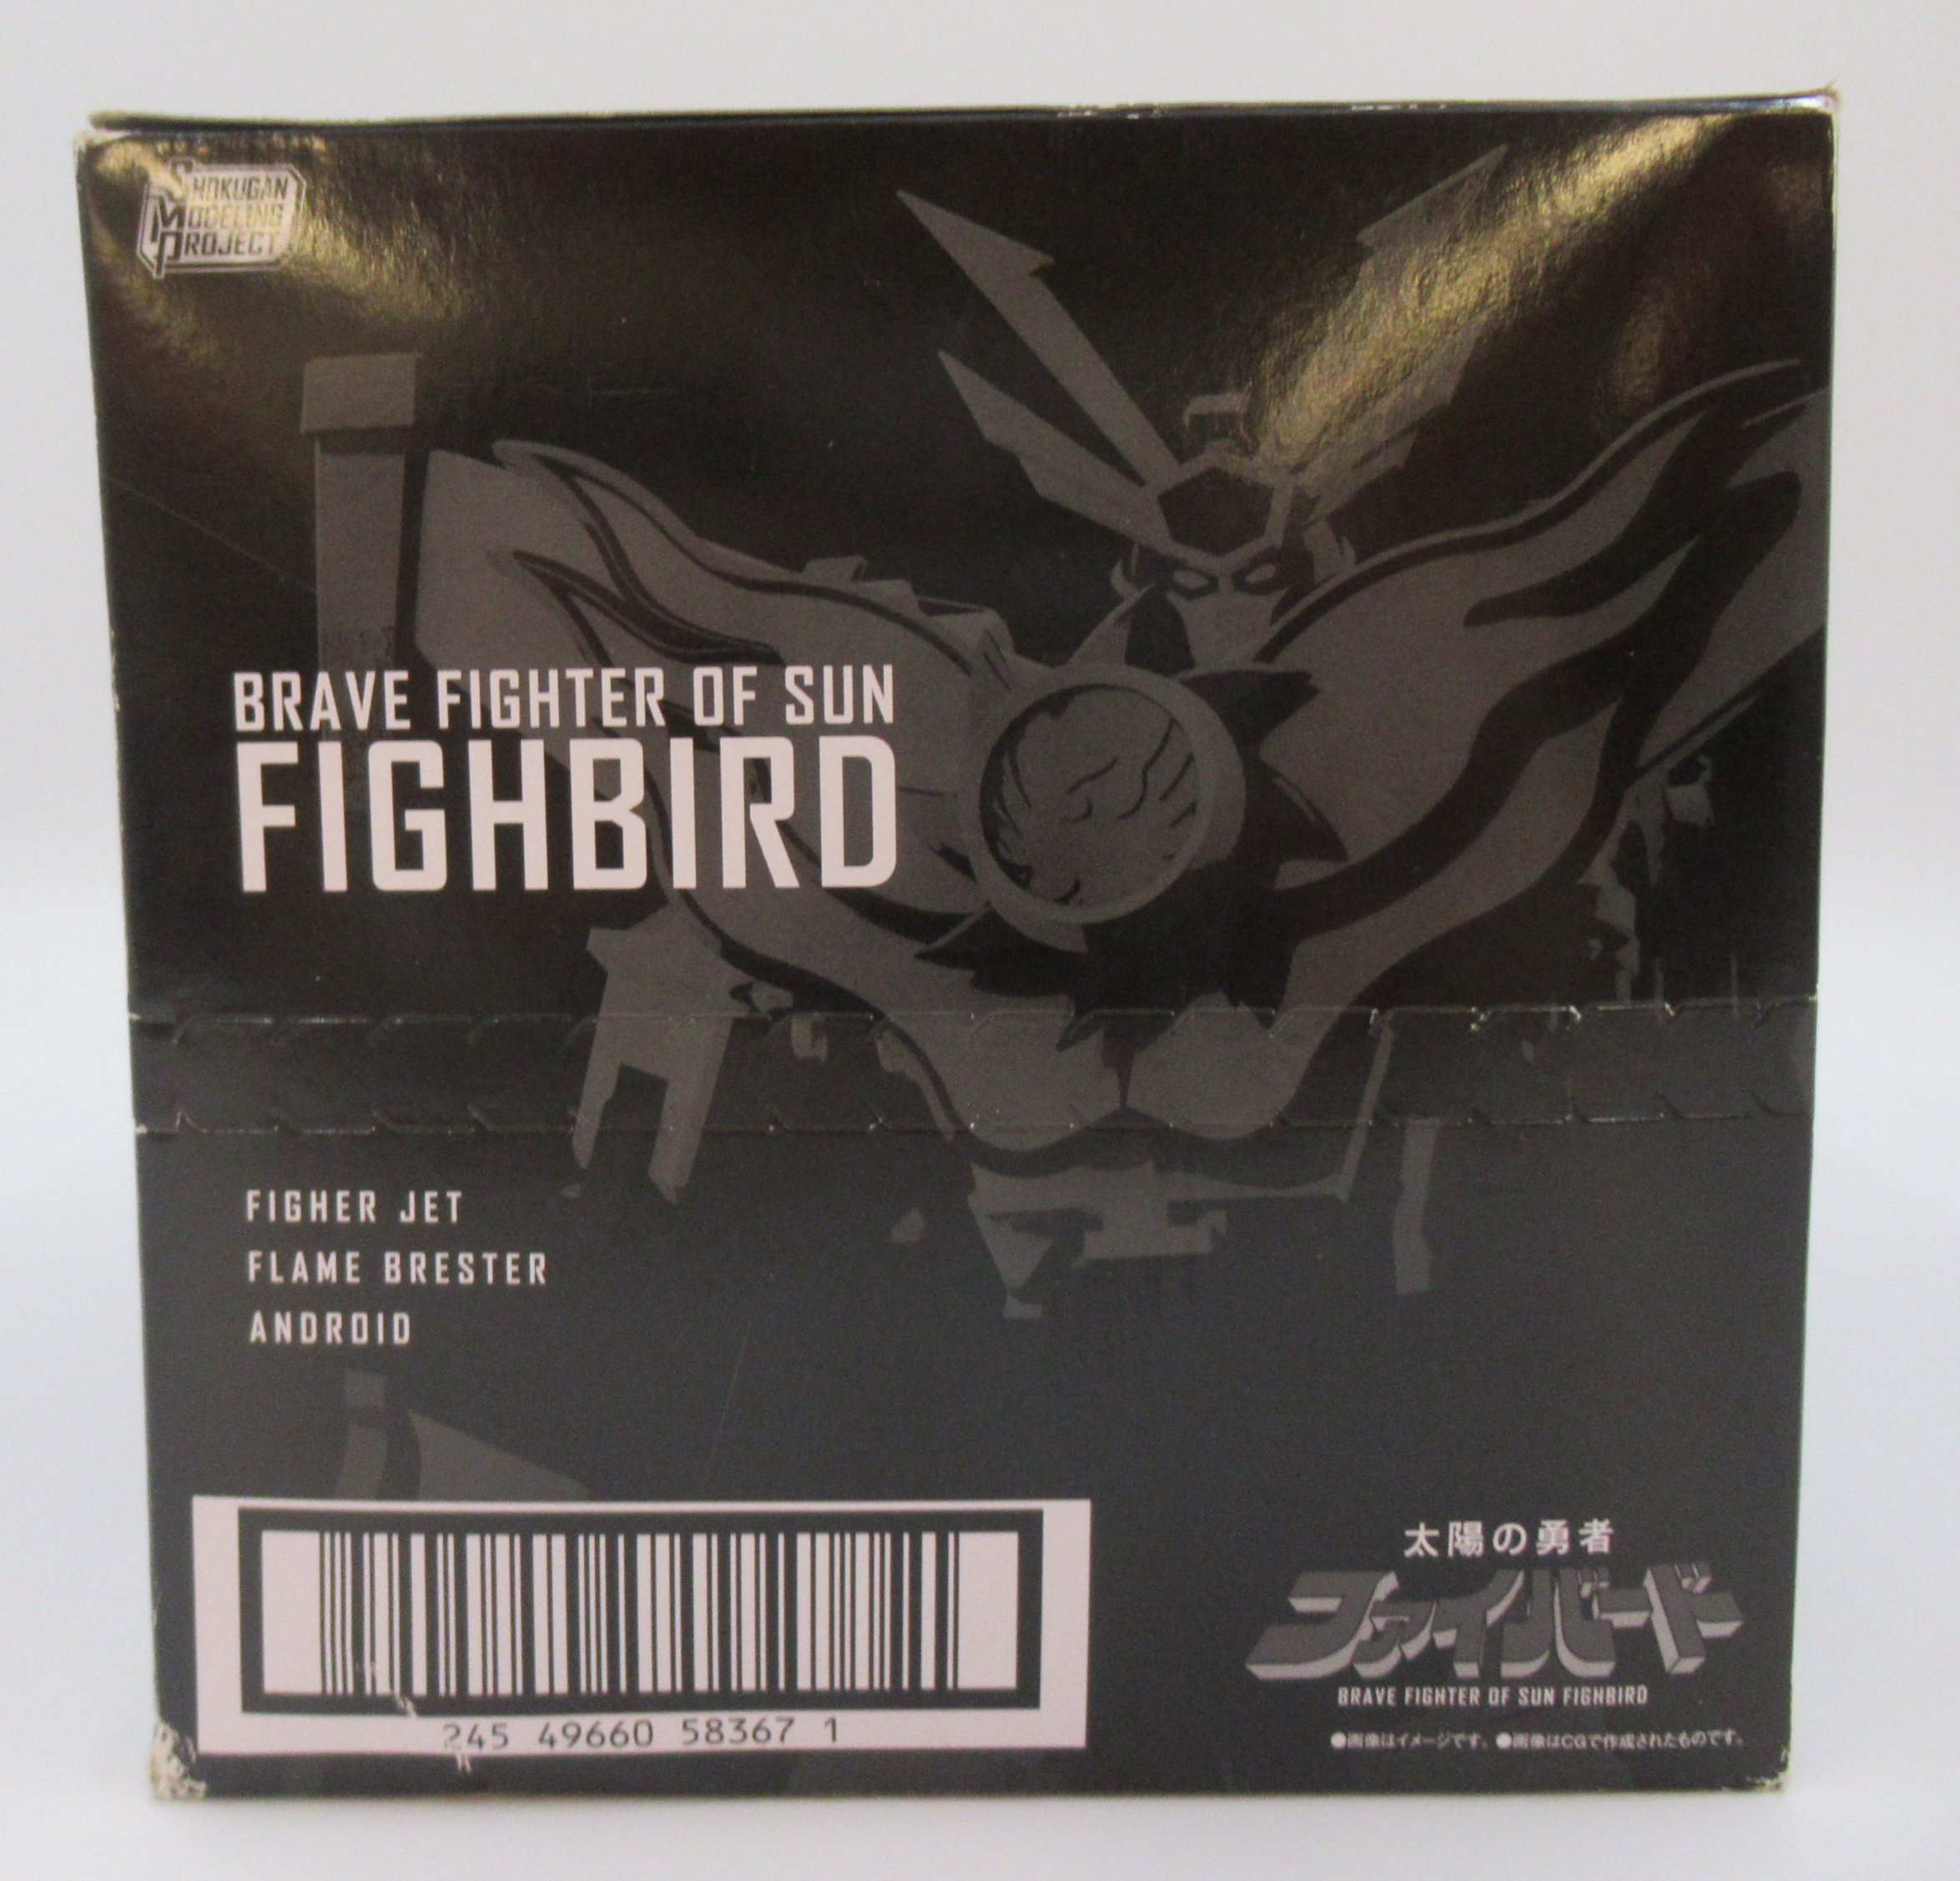 SHOKUGAN
MODELING
PROJECT
BRAVE FIGHTER OF SUN
FIGHBIRD
FIGHER JET
FLAME BRESTER
ANDROID
245 49660 58367 1
太陽の勇者
ファイバード
BRAVE FIGHTER OF SUN FIGHBIRD
●画像はイメージです。●画像はCGで作成されたものです。